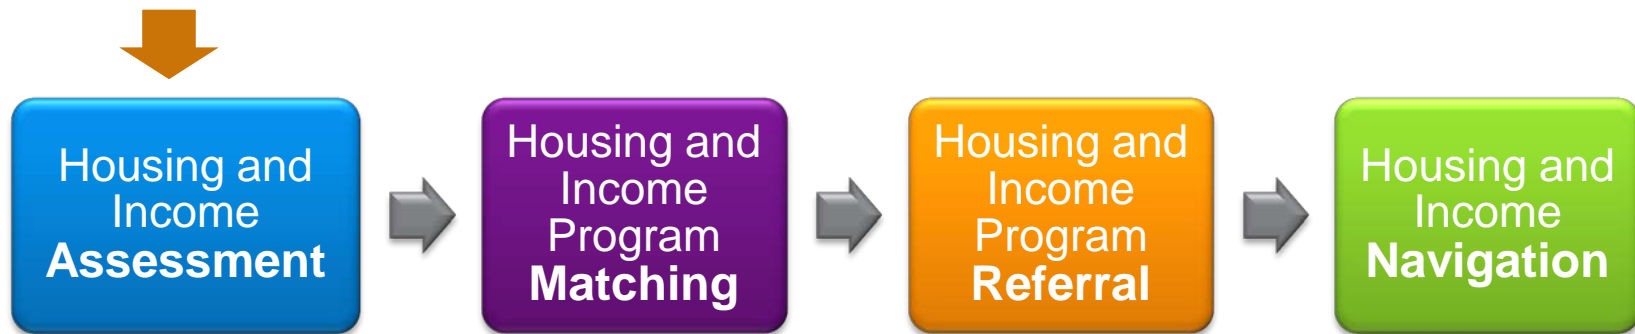 Housing and
Income
Assessment
Housing and
Income
Program
Matching
Housing and
Income
Program
Referral
Housing and
Income
Navigation